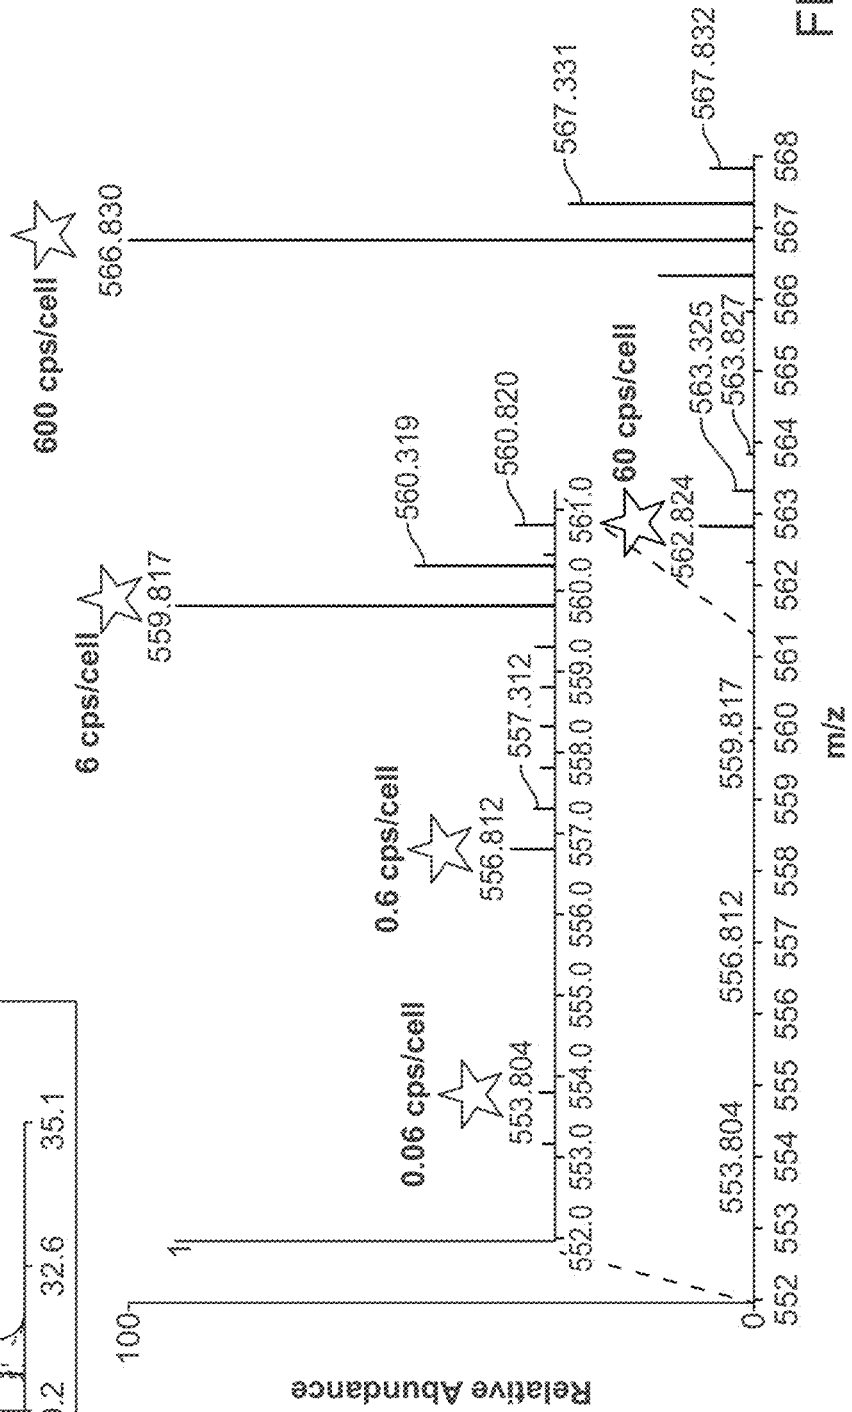 32.6
35.1
600 cps/cell
566.830
6 cps/cell
559.817
0.6 cps/cell
556.812
0.06 cps/cell
553.804
557.312
560.319
560.820
567.331
567.832
60 cps/cell
562.824
563.325
563.827
1
552.0 553.0 554.0 555.0 556.0 557.0 558.0 559.0 560.0 561.0
Relative Abundance
100
0
553.804 556.812 559.817
552 553 554 555 556 557 558 559 560 561 562 563 564 565 566 567 568
m/z